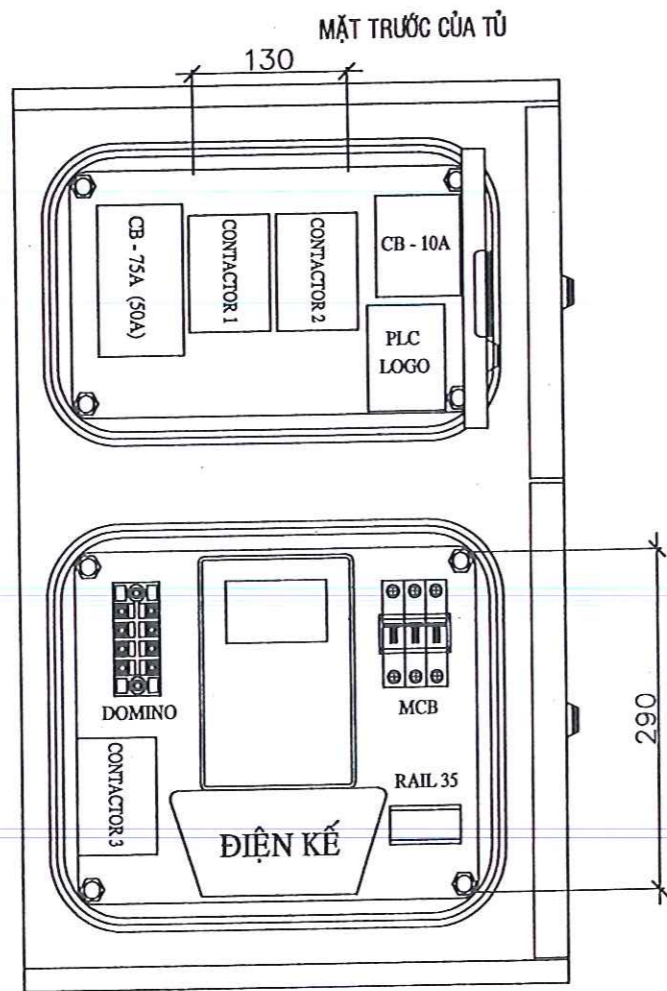 MẶT TRƯỚC CỦA TỦ
130
CB - 75A (50A)
CONTACTOR 1
CONTACTOR 2
CB - 10A
PLC
LOGO
DOMINO
MCB
CONTACTOR 3
RAIL 35
ĐIỆN KẾ
290